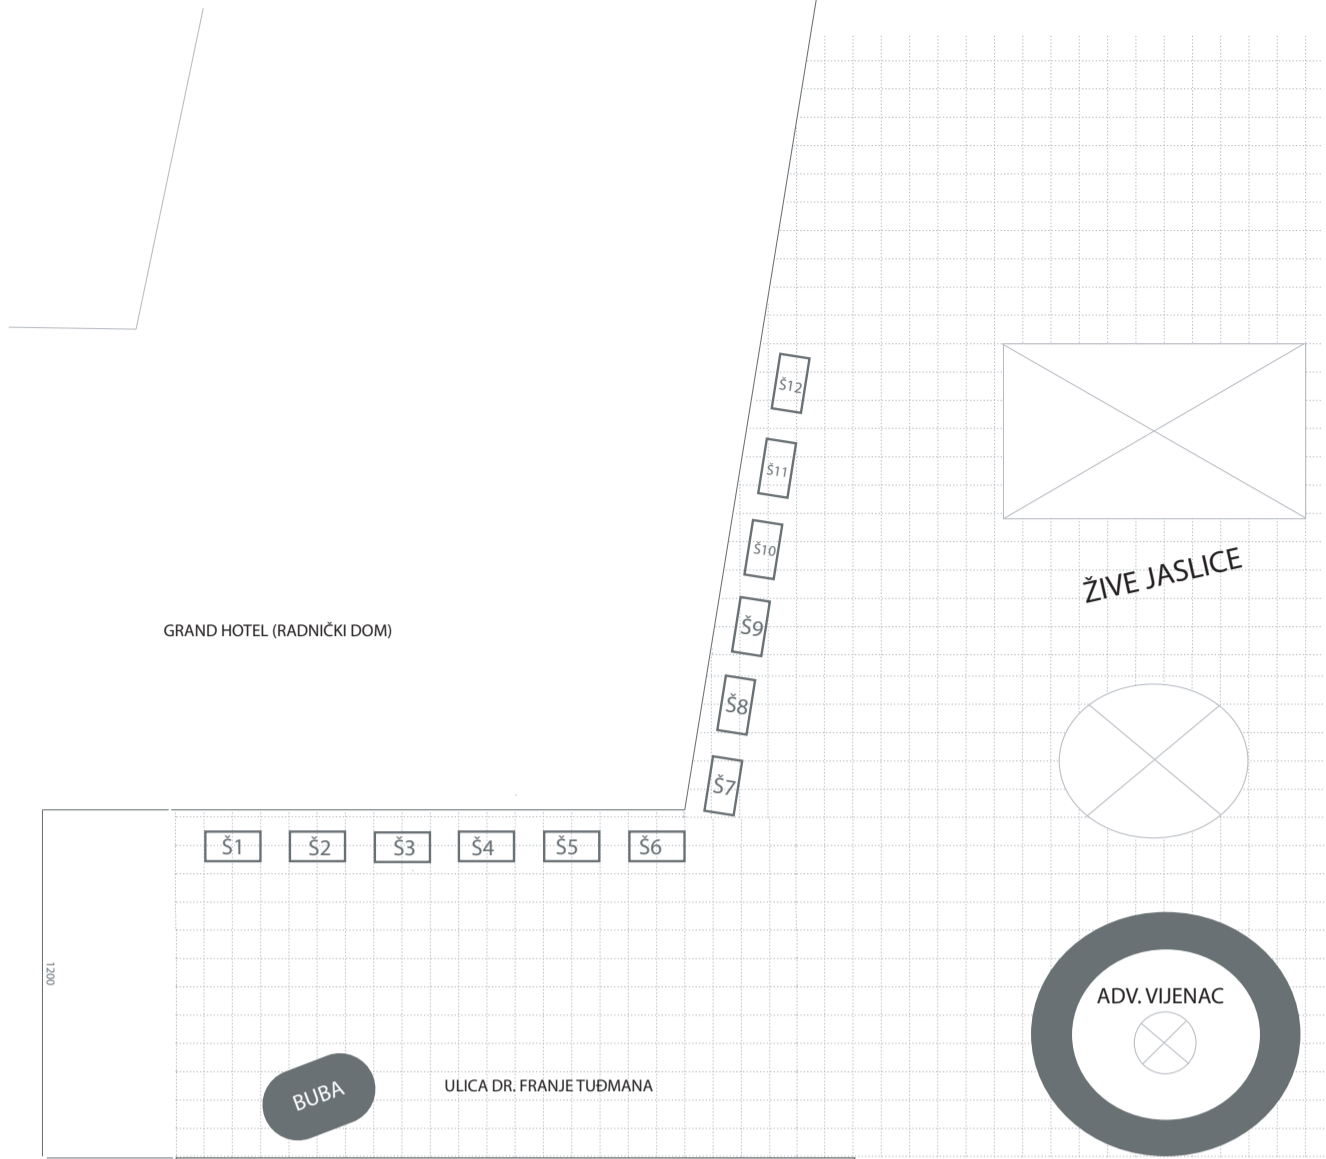 Š12
Š11
Š10
ŽIVE JASLICE
GRAND HOTEL (RADNIČKI DOM)
Š9
Š8
Š7
Š1 Š2 Š3 Š4 Š5 Š6
1200
ADV. VIJENAC
BUBA
ULICA DR. FRANJE TUĐMANA